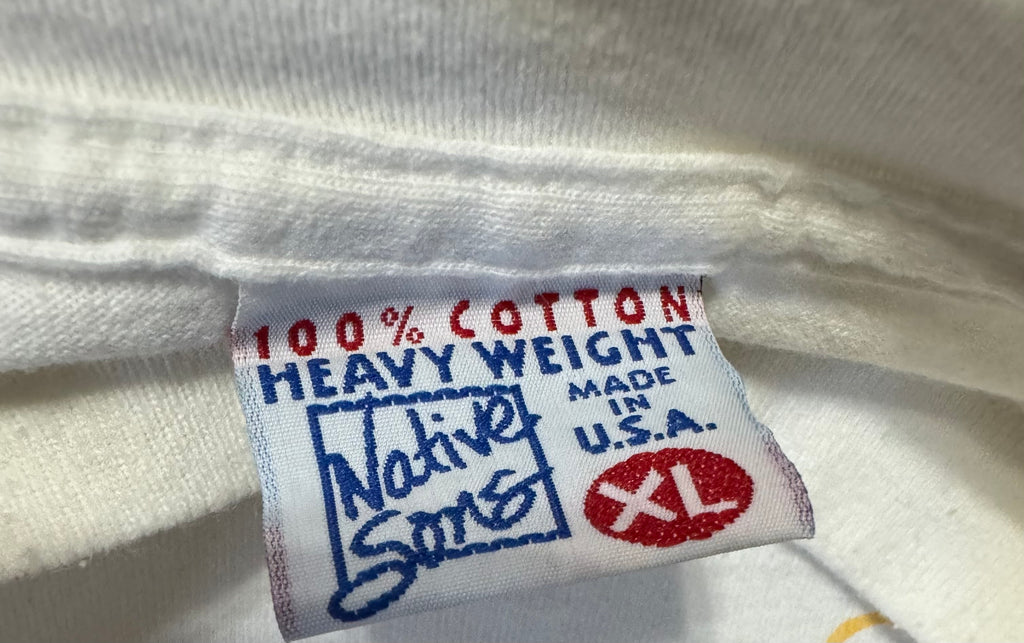 100% COTTON
HEAVY WEIGHT
Native
Sons
MADE
IN
U.S.A.
XL